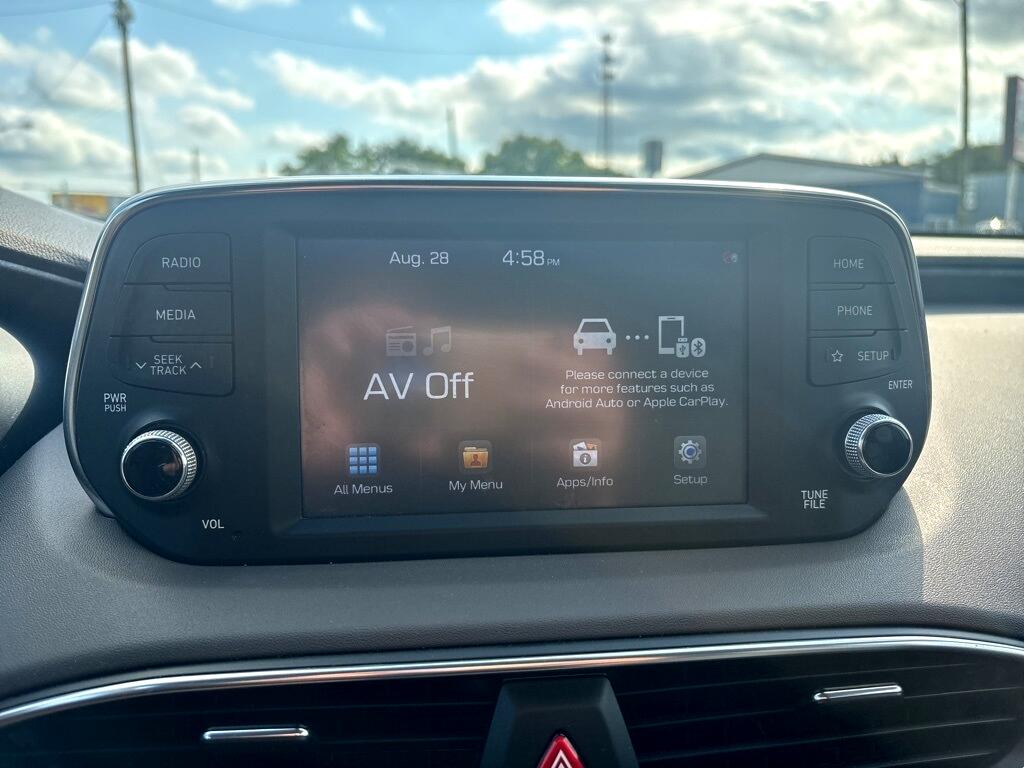 RADIO
MEDIA
SEEK
TRACK
PWR
PUSH
VOL
Aug. 28
4:58PM
AV Off
Please connect a device
for more features such as
Android Auto or Apple CarPlay.
All Menus
My Menu
Apps/Info
Setup
HOME
PHONE
SETUP
ENTER
TUNE
FILE